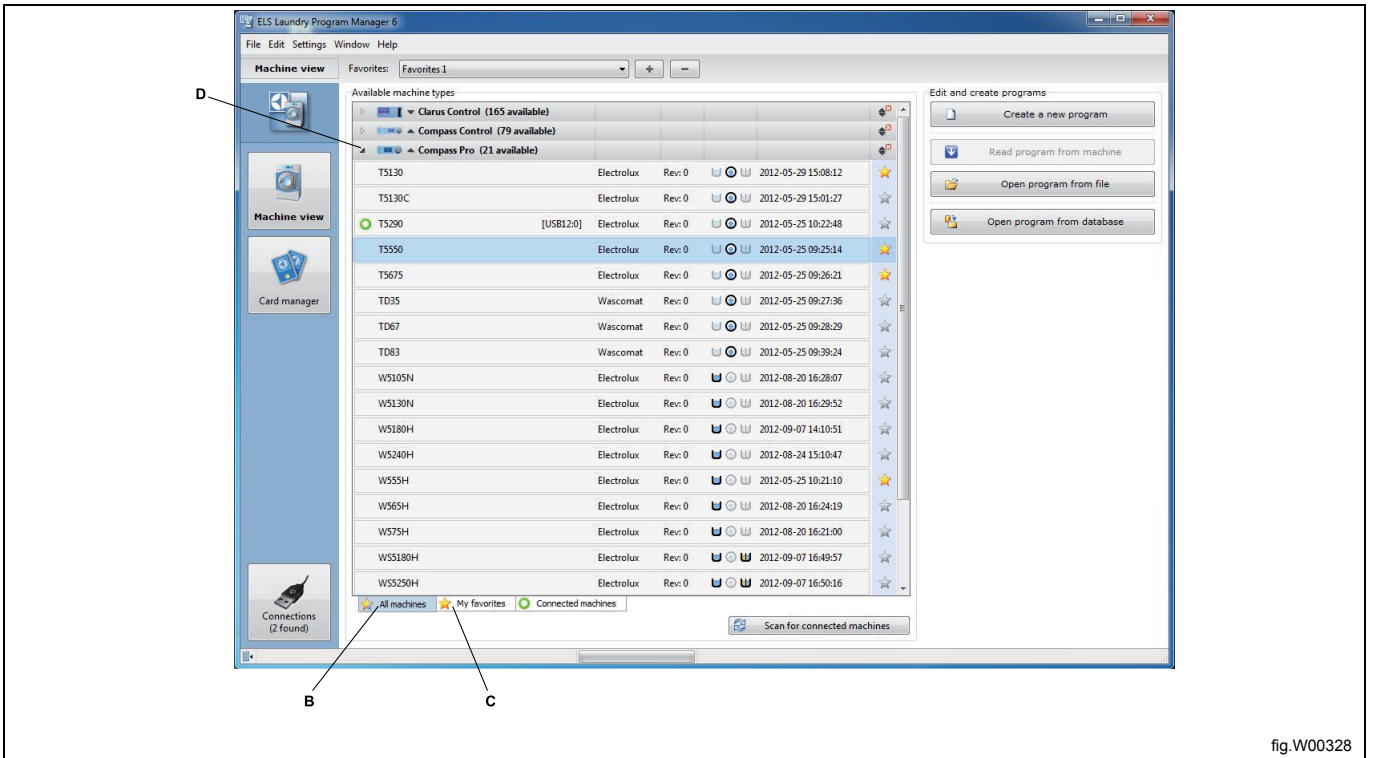 ELS Laundry Program Manager 6
File Edit Settings Window Help
Machine view Favorites: Favorites 1 + −
D
Available machine types
Edit and create programs
Clarus Control (165 available)
Compass Control (79 available)
Compass Pro (21 available)
T5130 Electrolux Rev: 0 2012-05-29 15:08:12
T5130C Electrolux Rev: 0 2012-05-29 15:01:27
T5290 [USB12:0] Electrolux Rev: 0 2012-05-25 10:22:48
T5550 Electrolux Rev: 0 2012-05-25 09:25:14
T5675 Electrolux Rev: 0 2012-05-25 09:26:21
TD35 Wascomat Rev: 0 2012-05-25 09:27:36
TD67 Wascomat Rev: 0 2012-05-25 09:28:29
TD83 Wascomat Rev: 0 2012-05-25 09:39:24
W5105N Electrolux Rev: 0 2012-08-20 16:28:07
W5130N Electrolux Rev: 0 2012-08-20 16:29:52
W5180H Electrolux Rev: 0 2012-09-07 14:10:51
W5240H Electrolux Rev: 0 2012-08-24 15:10:47
W555H Electrolux Rev: 0 2012-05-25 10:21:10
W565H Electrolux Rev: 0 2012-08-20 16:24:19
W575H Electrolux Rev: 0 2012-08-20 16:21:00
WS5180H Electrolux Rev: 0 2012-09-07 16:49:57
WS5250H Electrolux Rev: 0 2012-09-07 16:50:16
Create a new program
Read program from machine
Open program from file
Open program from database
Machine view
Card manager
Connections
(2 found)
All machines My favorites Connected machines
Scan for connected machines
B
C
fig.W00328